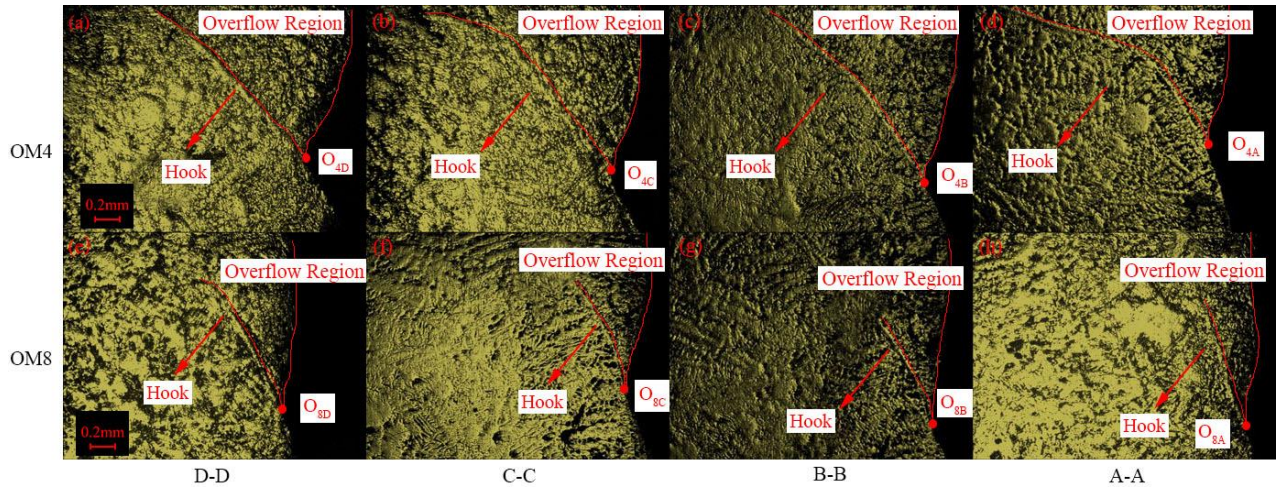 (a) Overflow Region
(b) Overflow Region
(c) Overflow Region
(d) Overflow Region
OM4
Hook
O4D
Hook
O4C
Hook
O4B
Hook
O4A
0.2mm
(e) Overflow Region
(f) Overflow Region
(g) Overflow Region
(h) Overflow Region
OM8
Hook
O8D
Hook
O8C
Hook
O8B
Hook
O8A
0.2mm
D-D
C-C
B-B
A-A